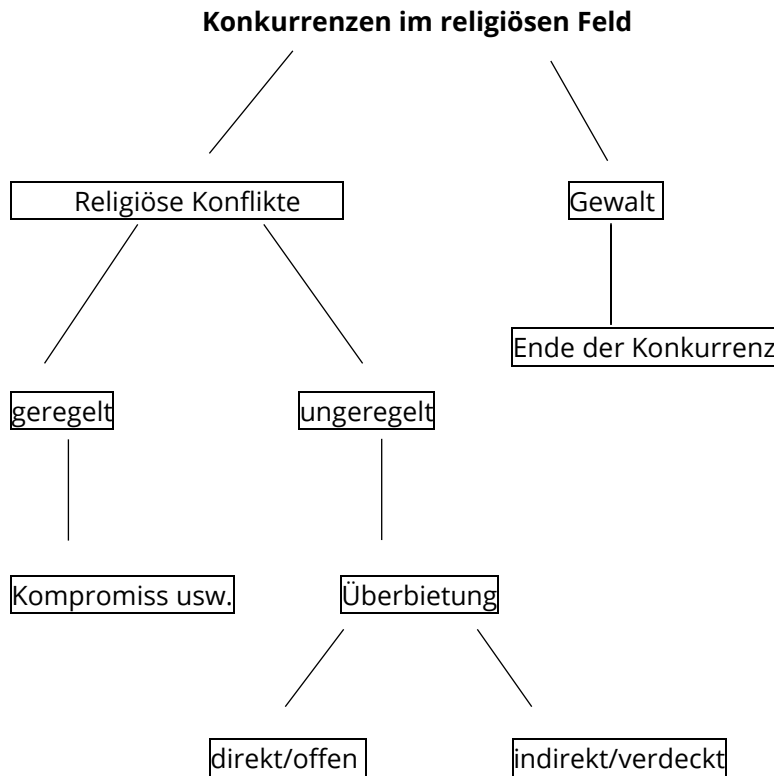 Konkurrenzen im religiösen Feld
Religiöse Konflikte
Gewalt
Ende der Konkurrenz
geregelt
ungeregelt
Kompromiss usw.
Überbietung
direkt/offen
indirekt/verdeckt